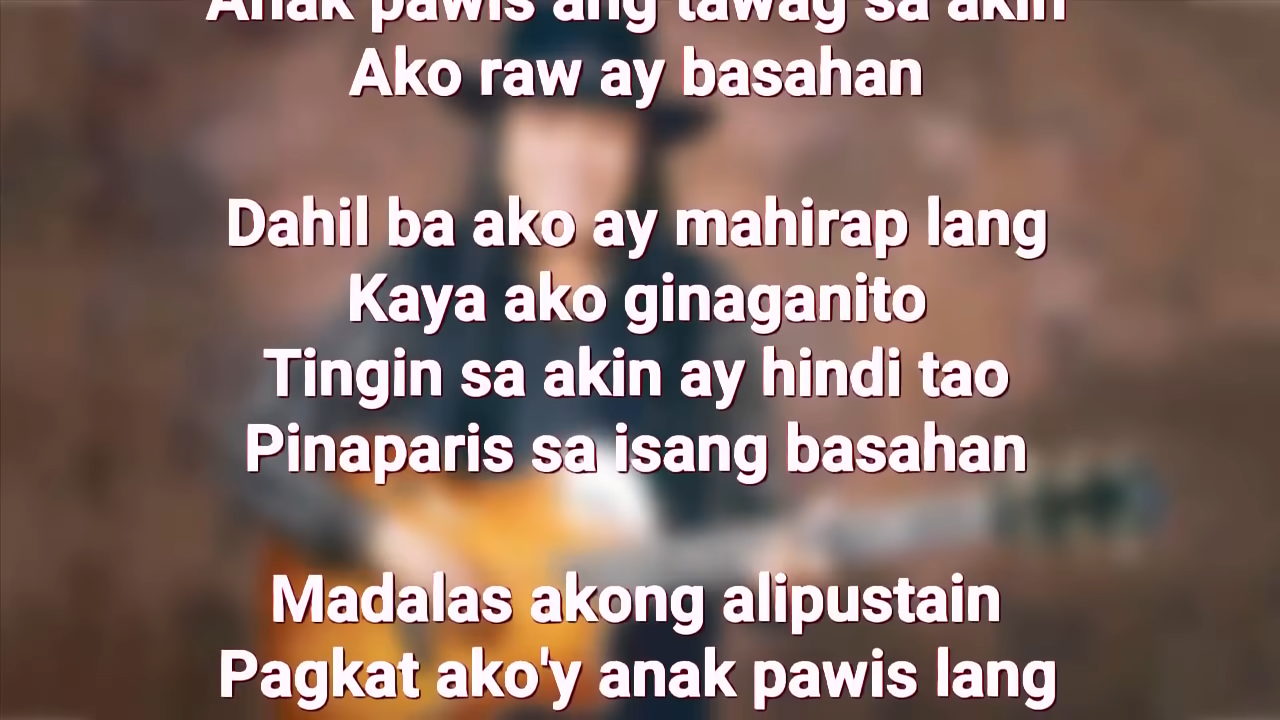 Anak pawis ang tawag sa akin
Ako raw ay basahan
Dahil ba ako ay mahirap lang
Kaya ako ginaganito
Tingin sa akin ay hindi tao
Pinaparis sa isang basahan
Madalas akong alipustain
Pagkat ako'y anak pawis lang